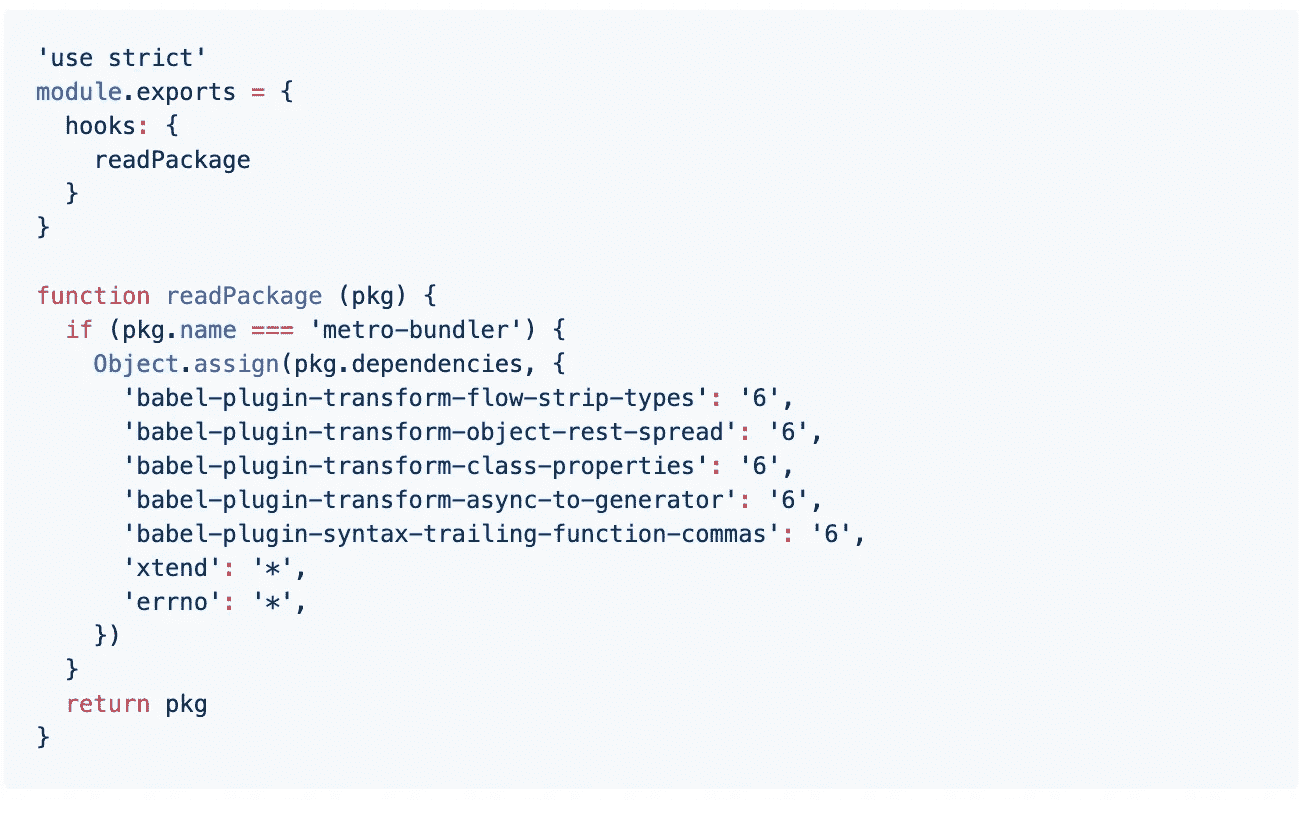 'use strict'
module.exports = {
  hooks: {
    readPackage
  }
}

function readPackage (pkg) {
  if (pkg.name === 'metro-bundler') {
    Object.assign(pkg.dependencies, {
      'babel-plugin-transform-flow-strip-types': '6',
      'babel-plugin-transform-object-rest-spread': '6',
      'babel-plugin-transform-class-properties': '6',
      'babel-plugin-transform-async-to-generator': '6',
      'babel-plugin-syntax-trailing-function-commas': '6',
      'xtend': '*',
      'errno': '*',
    })
  }
  return pkg
}